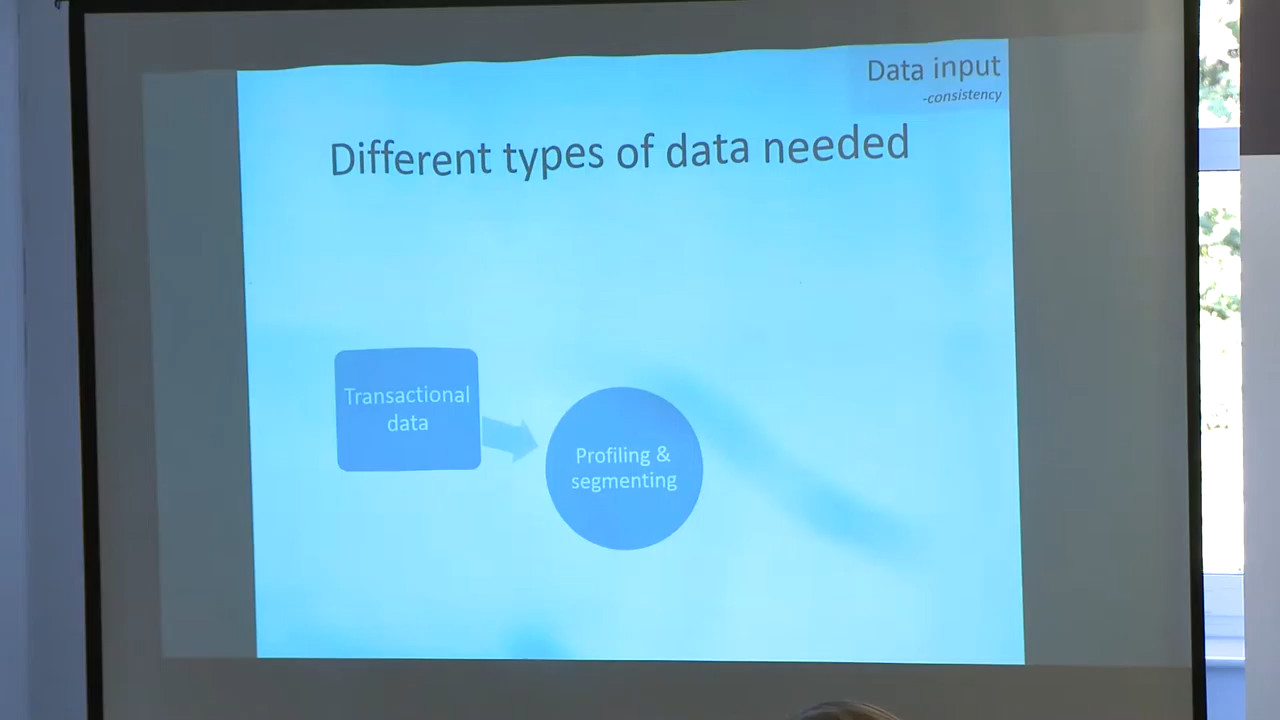 Data input
-consistency
Different types of data needed
Transactional
data
Profiling &
segmenting